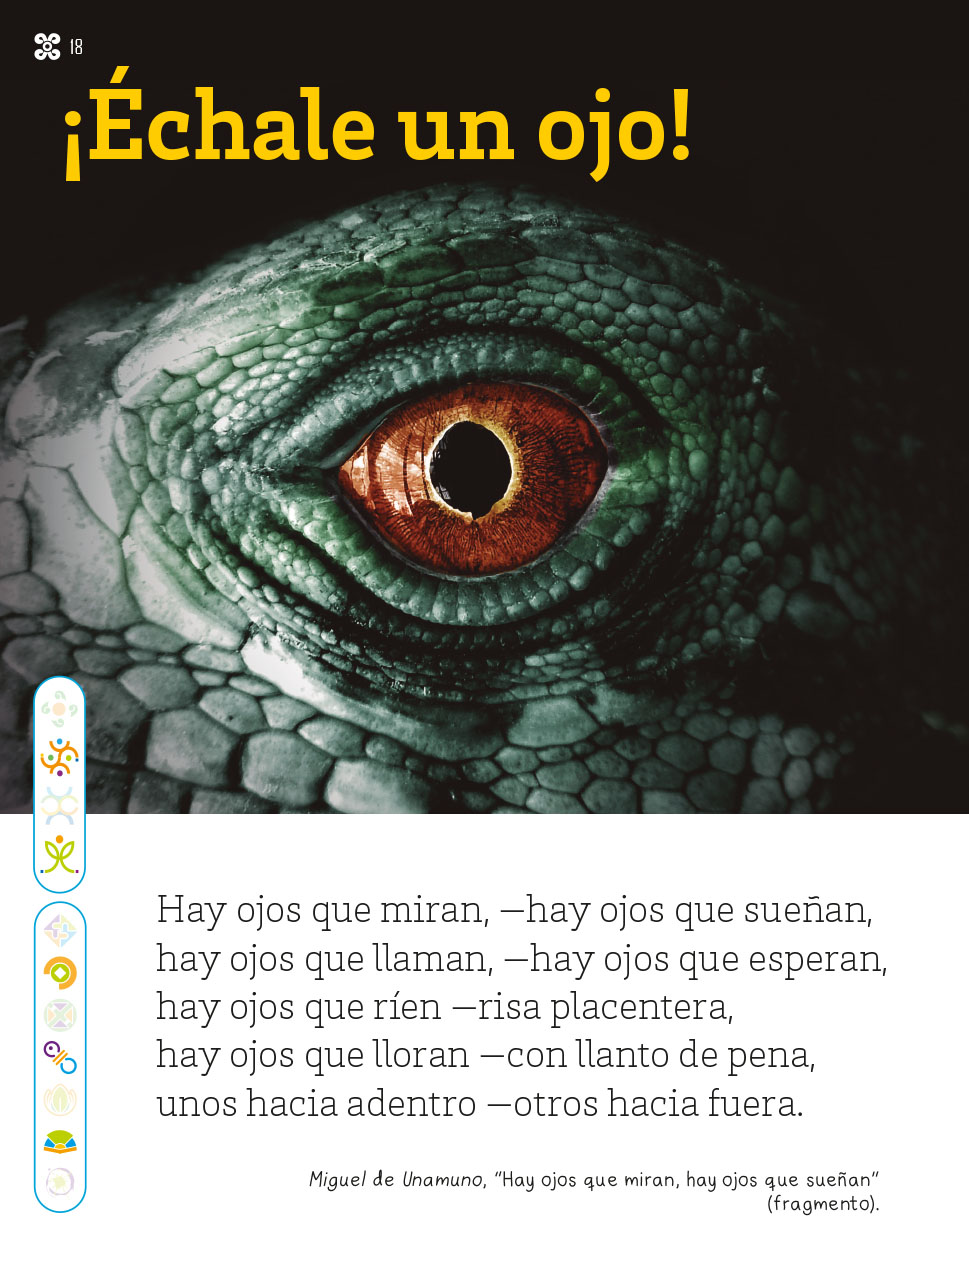 18
¡Échale un ojo!
Hay ojos que miran, —hay ojos que sueñan,
hay ojos que llaman, —hay ojos que esperan,
hay ojos que ríen —risa placentera,
hay ojos que lloran —con llanto de pena,
unos hacia adentro —otros hacia fuera.
Miguel de Unamuno, “Hay ojos que miran, hay ojos que sueñan”
(fragmento).